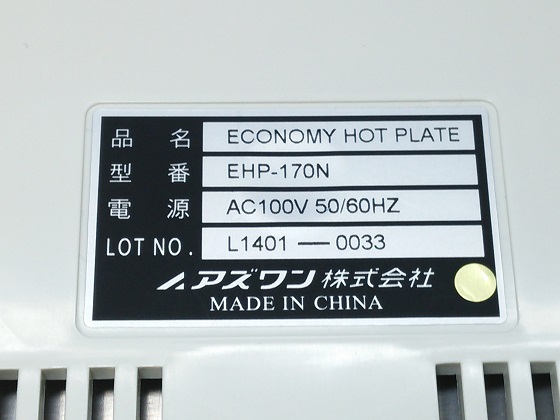 品名 ECONOMY HOT PLATE
型番 EHP-170N
電源 AC100V 50/60HZ
LOT NO. L1401—0033
アズワン株式会社
MADE IN CHINA